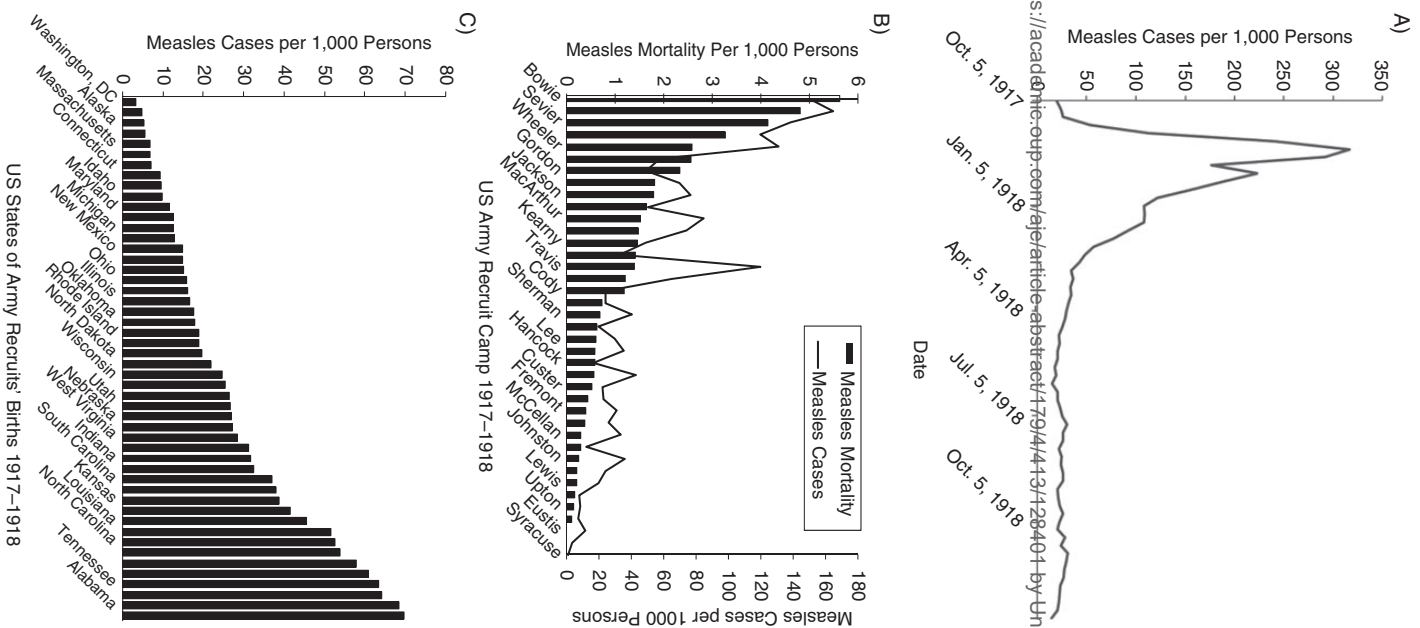 A)
Measles Cases per 1,000 Persons
350
300
250
200
150
100
50
0
Oct. 5, 1917
Jan. 5, 1918
Apr. 5, 1918
Jul. 5, 1918
Oct. 5, 1918
Date
s://academic.oup.com/aje/article-abstract/179/4/413/128401 by Un
B)
Measles Mortality Per 1,000 Persons
6
5
4
3
2
1
0
Measles Mortality
Measles Cases
180
160
140
120
100
80
60
40
20
0
Measles Cases per 1000 Persons
Bowie
Sevier
Wheeler
Gordon
Jackson
MacArthur
Kearny
Travis
Cody
Sherman
Lee
Hancock
Custer
Fremont
McCellan
Johnston
Lewis
Upton
Eustis
Syracuse
US Army Recruit Camp 1917–1918
C)
Measles Cases per 1,000 Persons
80
70
60
50
40
30
20
10
0
Washington, DC
Alaska
Massachusetts
Connecticut
Idaho
Maryland
Michigan
New Mexico
Ohio
Illinois
Oklahoma
Rhode Island
North Dakota
Wisconsin
Utah
Nebraska
West Virginia
Indiana
South Carolina
Kansas
Louisiana
North Carolina
Tennessee
Alabama
US States of Army Recruits’ Births 1917–1918